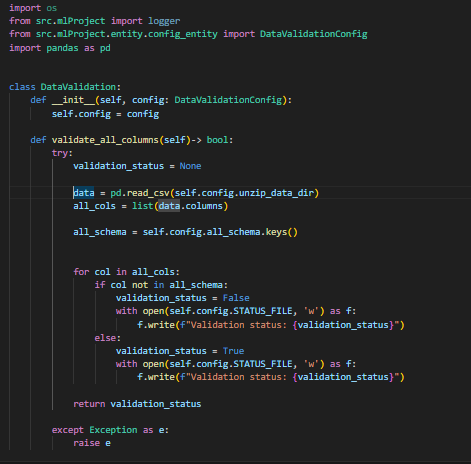 import os
from src.mlProject import logger
from src.mlProject.entity.config_entity import DataValidationConfig
import pandas as pd
class DataValidation:
def __init__(self, config: DataValidationConfig):
self.config = config
def validate_all_columns(self)-> bool:
try:
validation_status = None
data = pd.read_csv(self.config.unzip_data_dir)
all_cols = list(data.columns)
all_schema = self.config.all_schema.keys()
for col in all_cols:
if col not in all_schema:
validation_status = False
with open(self.config.STATUS_FILE, 'w') as f:
f.write(f"Validation status: {validation_status}")
else:
validation_status = True
with open(self.config.STATUS_FILE, 'w') as f:
f.write(f"Validation status: {validation_status}")
return validation_status
except Exception as e:
raise e